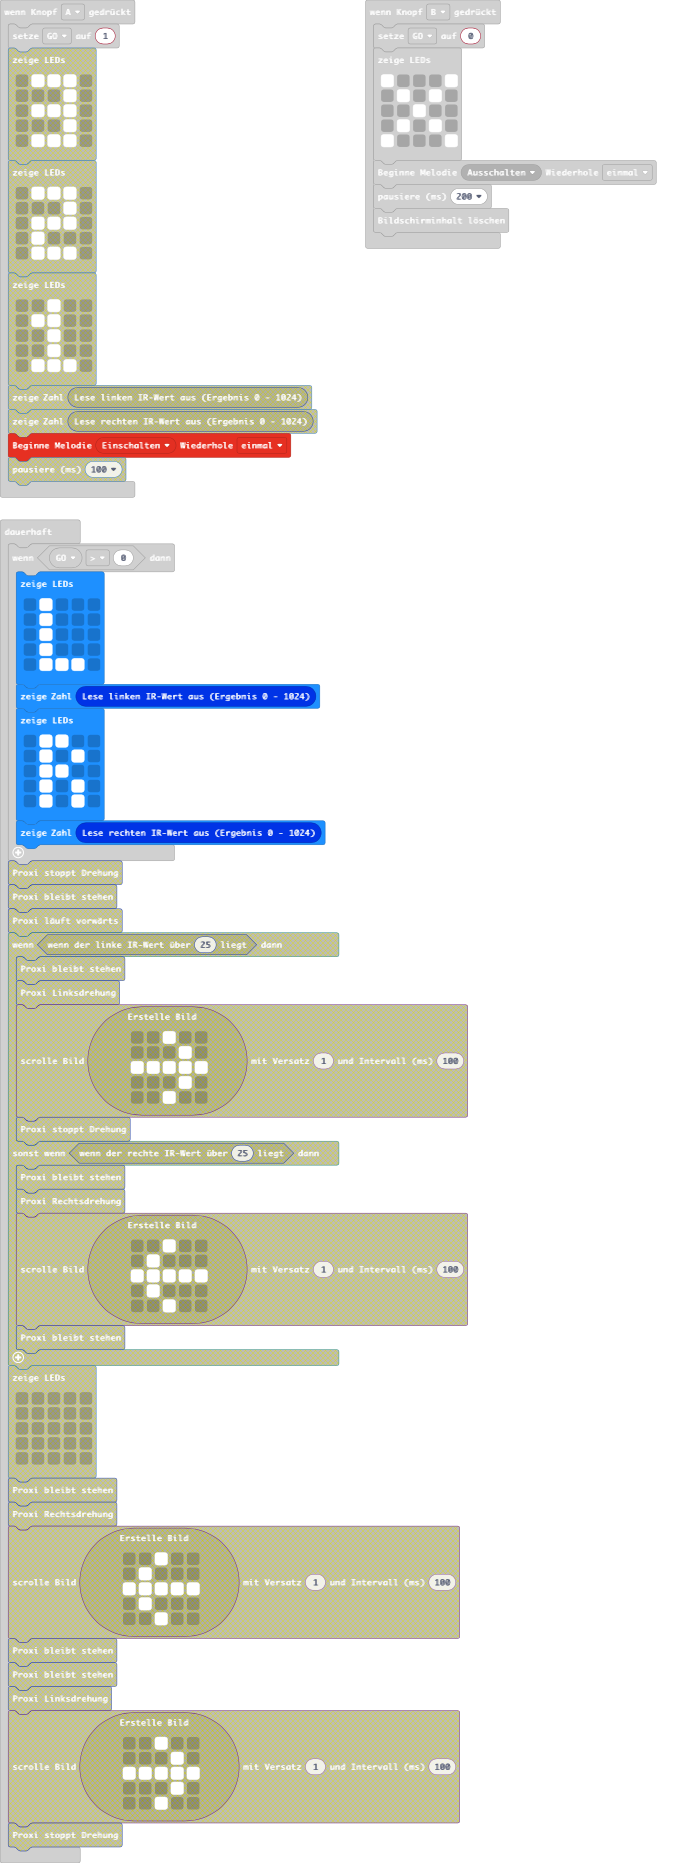 wenn Knopf A gedrückt
setze GO auf 1
zeige LEDs
zeige LEDs
zeige LEDs
zeige Zahl Lese linken IR-Wert aus (Ergebnis 0 - 1024)
zeige Zahl Lese rechten IR-Wert aus (Ergebnis 0 - 1024)
Beginne Melodie Einschalten Wiederhole einmal
pausiere (ms) 100
wenn Knopf B gedrückt
setze GO auf 0
zeige LEDs
Beginne Melodie Ausschalten Wiederhole einmal
pausiere (ms) 200
Bildschirminhalt löschen
dauerhaft
wenn GO > 0 dann
zeige LEDs
zeige Zahl Lese linken IR-Wert aus (Ergebnis 0 - 1024)
zeige LEDs
zeige Zahl Lese rechten IR-Wert aus (Ergebnis 0 - 1024)
Proxi stoppt Drehung
Proxi bleibt stehen
Proxi läuft vorwärts
wenn wenn der linke IR-Wert über 25 liegt dann
Proxi bleibt stehen
Proxi Linksdrehung
Erstelle Bild
scrolle Bild mit Versatz 1 und Intervall (ms) 100
Proxi stoppt Drehung
sonst wenn wenn der rechte IR-Wert über 25 liegt dann
Proxi bleibt stehen
Proxi Rechtsdrehung
Erstelle Bild
scrolle Bild mit Versatz 1 und Intervall (ms) 100
Proxi bleibt stehen
zeige LEDs
Proxi bleibt stehen
Proxi Rechtsdrehung
Erstelle Bild
scrolle Bild mit Versatz 1 und Intervall (ms) 100
Proxi bleibt stehen
Proxi bleibt stehen
Proxi Linksdrehung
Erstelle Bild
scrolle Bild mit Versatz 1 und Intervall (ms) 100
Proxi stoppt Drehung